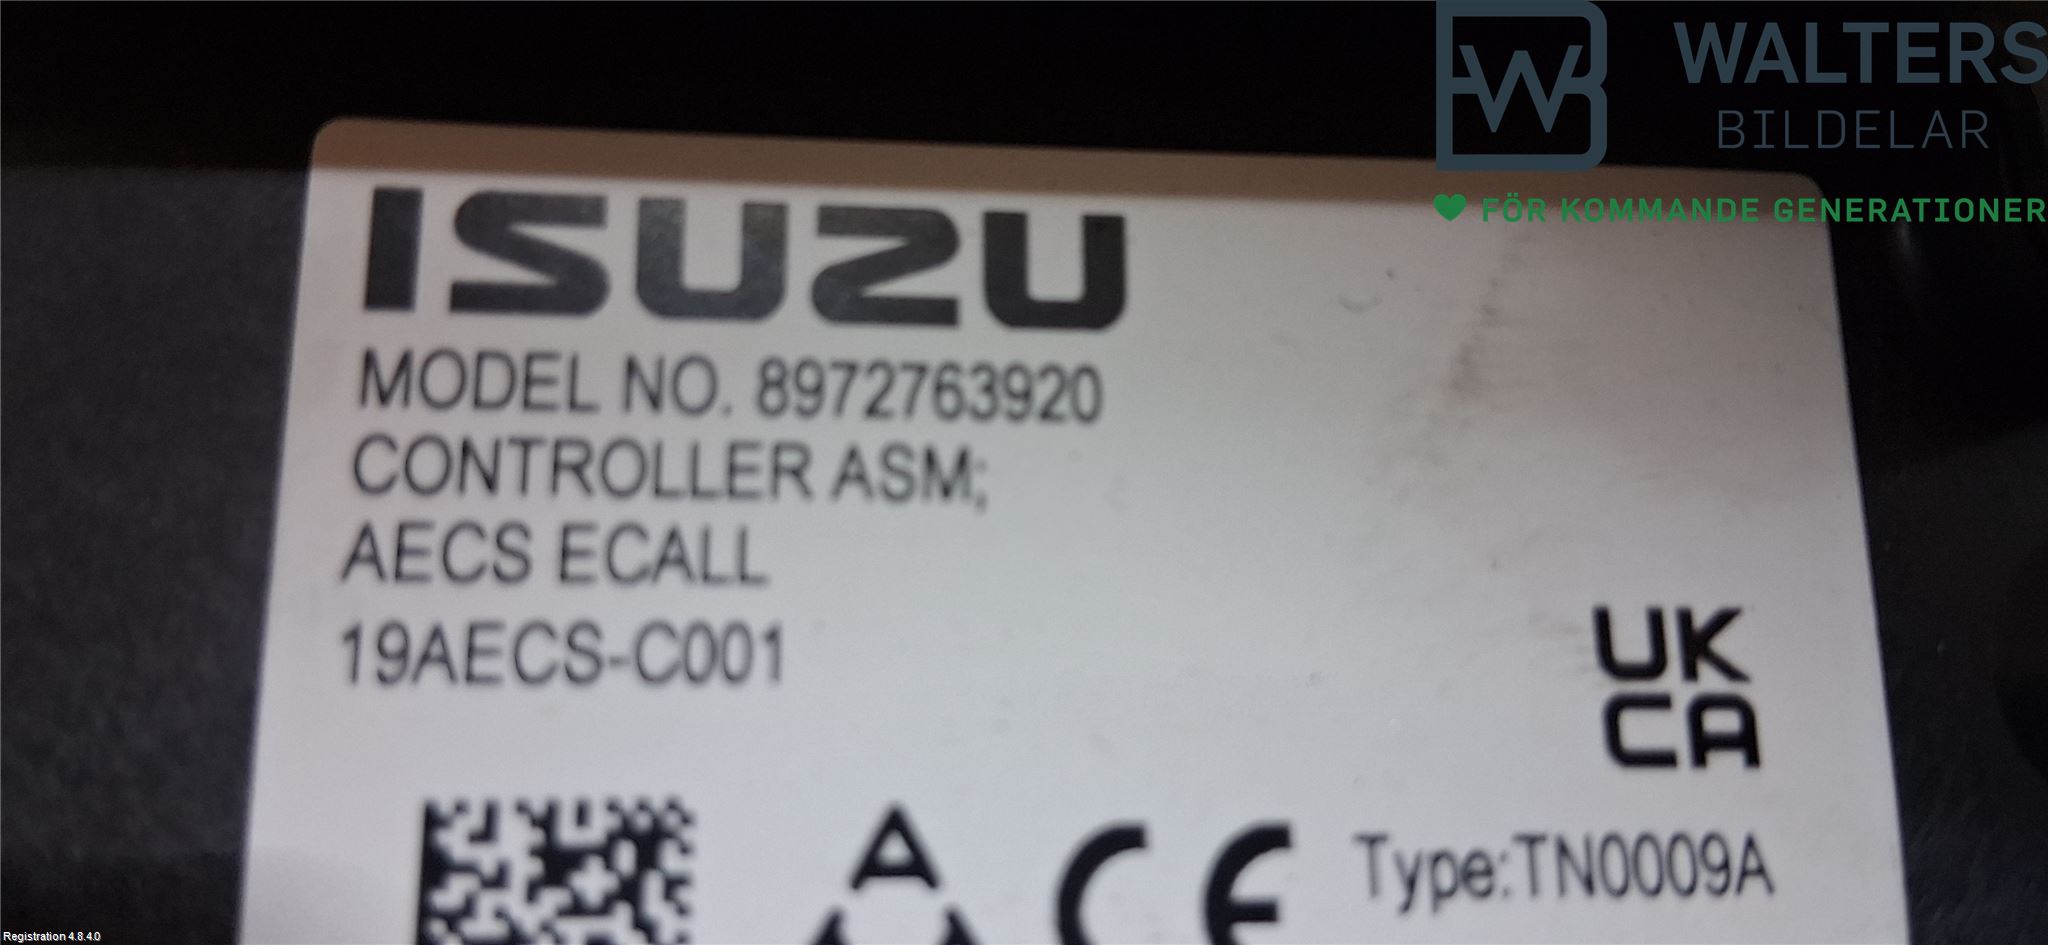 WALTERS
BILDELAR
FÖR KOMMANDE GENERATIONER
ISUZU
MODEL NO. 8972763920
CONTROLLER ASM;
AECS ECALL
19AECS-C001
UK
CA
CE
Type:TN0009A
Registration 4.8.4.0